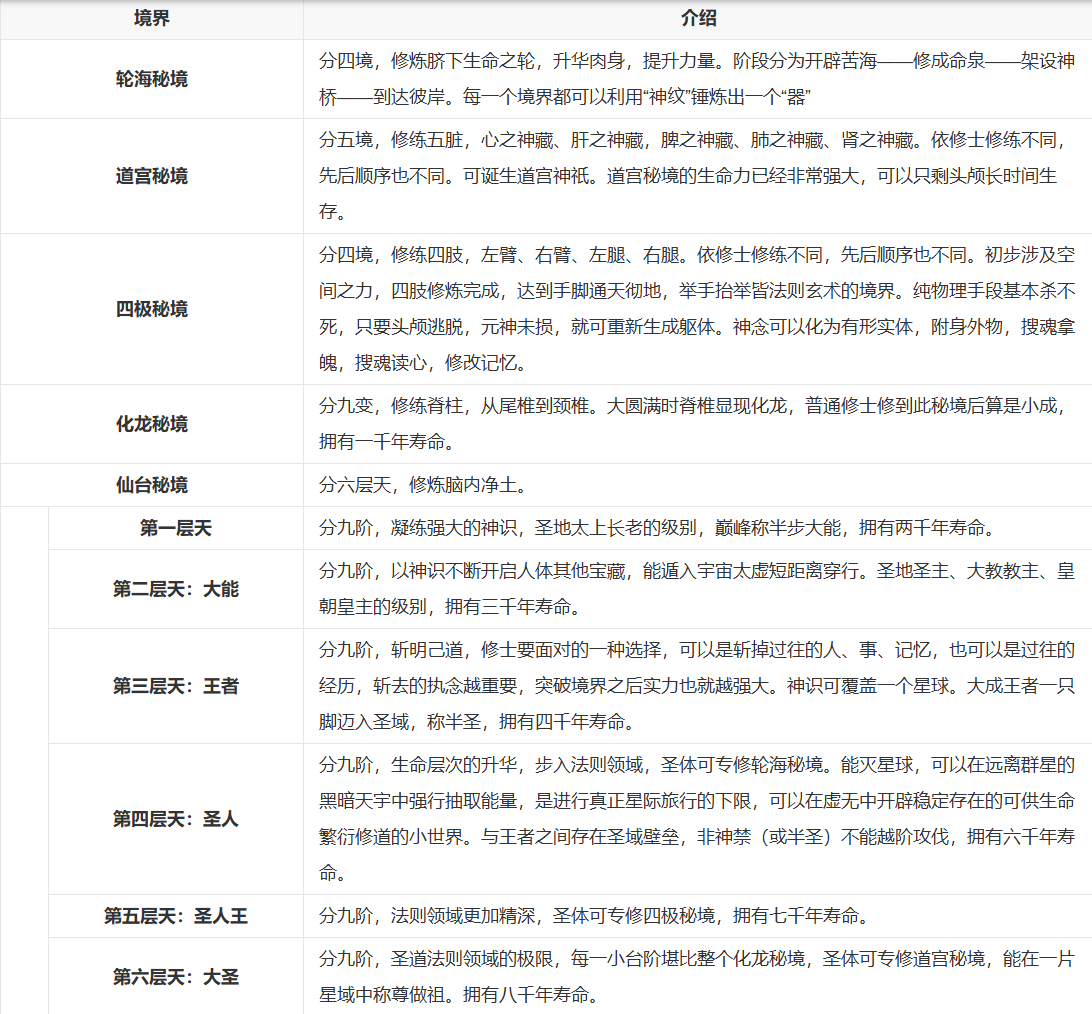 境界
介绍
轮海秘境
分四境，修炼脐下生命之轮，升华肉身，提升力量。阶段分为开辟苦海——修成命泉——架设神
桥——到达彼岸。每一个境界都可以利用“神纹”锤炼出一个“器”
道宫秘境
分五境，修练五脏，心之神藏、肝之神藏，脾之神藏、肺之神藏、肾之神藏。依修士修练不同，
先后顺序也不同。可诞生道宫神祇。道宫秘境的生命力已经非常强大，可以只剩头颅长时间生
存。
四极秘境
分四境，修练四肢，左臂、右臂、左腿、右腿。依修士修练不同，先后顺序也不同。初步涉及空
间之力，四肢修炼完成，达到手脚通天彻地，举手抬举皆法则玄术的境界。纯物理手段基本杀不
死，只要头颅逃脱，元神未损，就可重新生成躯体。神念可以化为有形实体，附身外物，搜魂拿
魄，搜魂读心，修改记忆。
化龙秘境
分九变，修练脊柱，从尾椎到颈椎。大圆满时脊椎显现化龙，普通修士修到此秘境后算是小成，
拥有一千年寿命。
仙台秘境
分六层天，修炼脑内净土。
第一层天
分九阶，凝练强大的神识，圣地太上长老的级别，巅峰称半步大能，拥有两千年寿命。
第二层天：大能
分九阶，以神识不断开启人体其他宝藏，能遁入宇宙太虚短距离穿行。圣地圣主、大教教主、皇
朝皇主的级别，拥有三千年寿命。
第三层天：王者
分九阶，斩明己道，修士要面对的一种选择，可以是斩掉过往的人、事、记忆，也可以是过往的
经历，斩去的执念越重要，突破境界之后实力也就越强大。神识可覆盖一个星球。大成王者一只
脚迈入圣域，称半圣，拥有四千年寿命。
第四层天：圣人
分九阶，生命层次的升华，步入法则领域，圣体可专修轮海秘境。能灭星球，可以在远离群星的
黑暗天宇中强行抽取能量，是进行真正星际旅行的下限，可以在虚无中开辟稳定存在的可供生命
繁衍修道的小世界。与王者之间存在圣域壁垒，非神禁（或半圣）不能越阶攻伐，拥有六千年寿
命。
第五层天：圣人王
分九阶，法则领域更加精深，圣体可专修四极秘境，拥有七千年寿命。
第六层天：大圣
分九阶，圣道法则领域的极限，每一小台阶堪比整个化龙秘境，圣体可专修道宫秘境，能在一片
星域中称尊做祖。拥有八千年寿命。